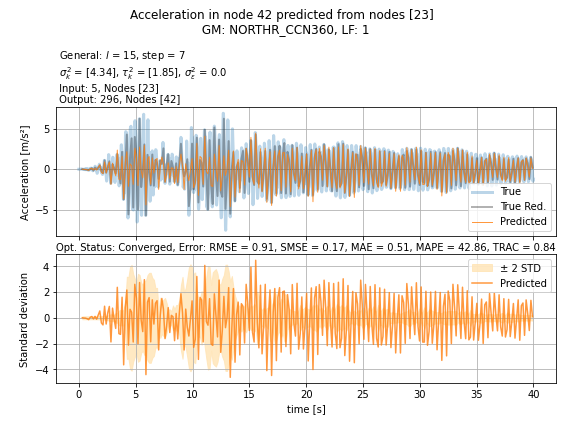 Acceleration in node 42 predicted from nodes [23]
GM: NORTHR_CCN360, LF: 1
General: l = 15, step = 7
σ²ₖ = [4.34], τ²ₖ = [1.85], σ²ε = 0.0
Input: 5, Nodes [23]
Output: 296, Nodes [42]
Acceleration [m/s²]
5
0
−5
True
True Red.
Predicted
Opt. Status: Converged, Error: RMSE = 0.91, SMSE = 0.17, MAE = 0.51, MAPE = 42.86, TRAC = 0.84
Standard deviation
4
2
0
−2
−4
± 2 STD
Predicted
0 5 10 15 20 25 30 35 40
time [s]